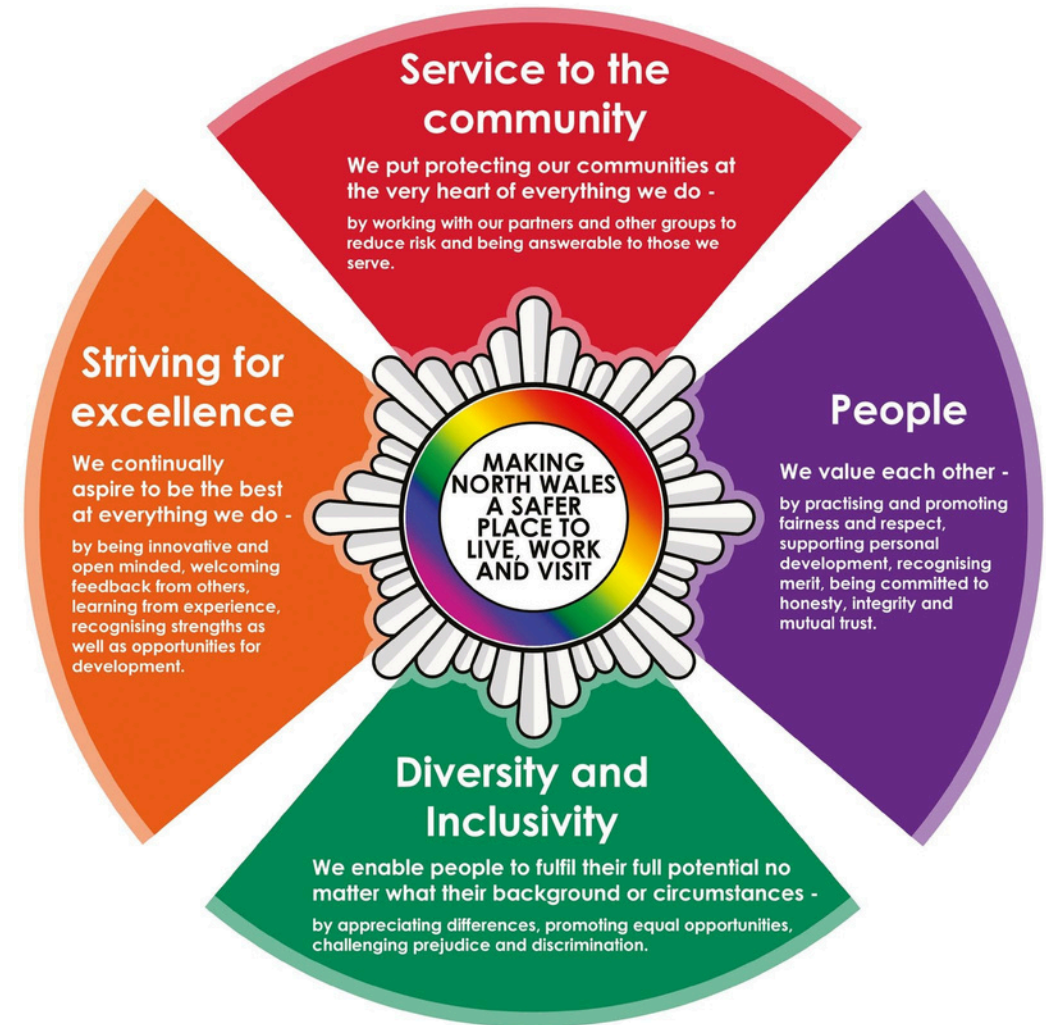 Service to the
community
We put protecting our communities at
the very heart of everything we do -
by working with our partners and other groups to
reduce risk and being answerable to those we
serve.
People
We value each other -
by practising and promoting
fairness and respect,
supporting personal
development, recognising
merit, being committed to
honesty, integrity and
mutual trust.
Diversity and
Inclusivity
We enable people to fulfil their full potential no
matter what their background or circumstances -
by appreciating differences, promoting equal opportunities,
challenging prejudice and discrimination.
Striving for
excellence
We continually
aspire to be the best
at everything we do -
by being innovative and
open minded, welcoming
feedback from others,
learning from experience,
recognising strengths as
well as opportunities for
development.
MAKING
NORTH WALES
A SAFER
PLACE TO
LIVE, WORK
AND VISIT